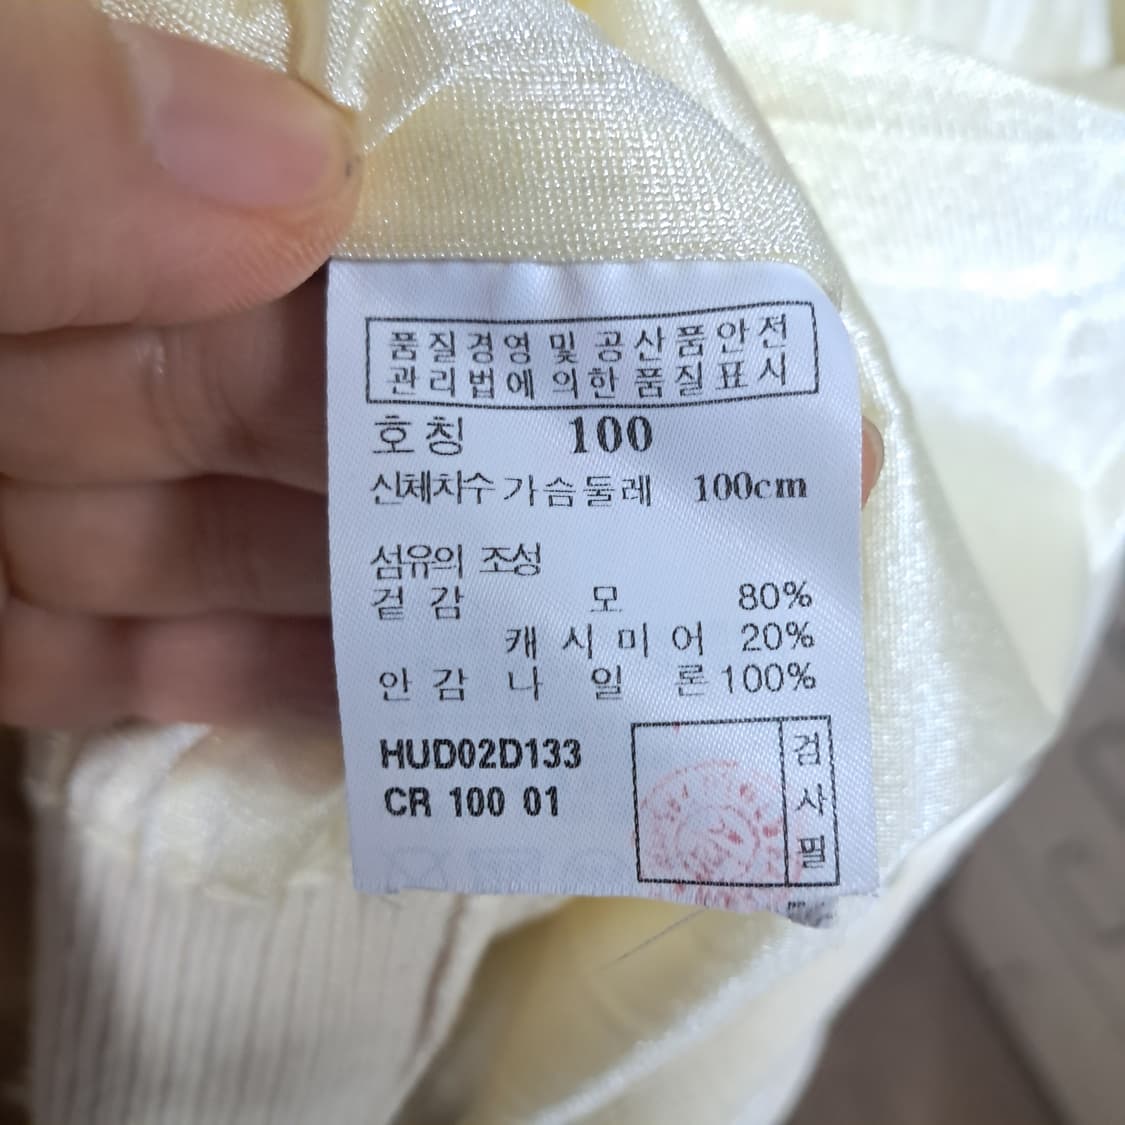 품질경영 및 공산품안전
관리법에 의한 품질표시
호칭 100
신체치수 가슴둘레 100cm
섬유의 조성
겉감 모 80%
캐시미어 20%
안감 나일론 100%
HUD02D133
CR 100 01
검사필